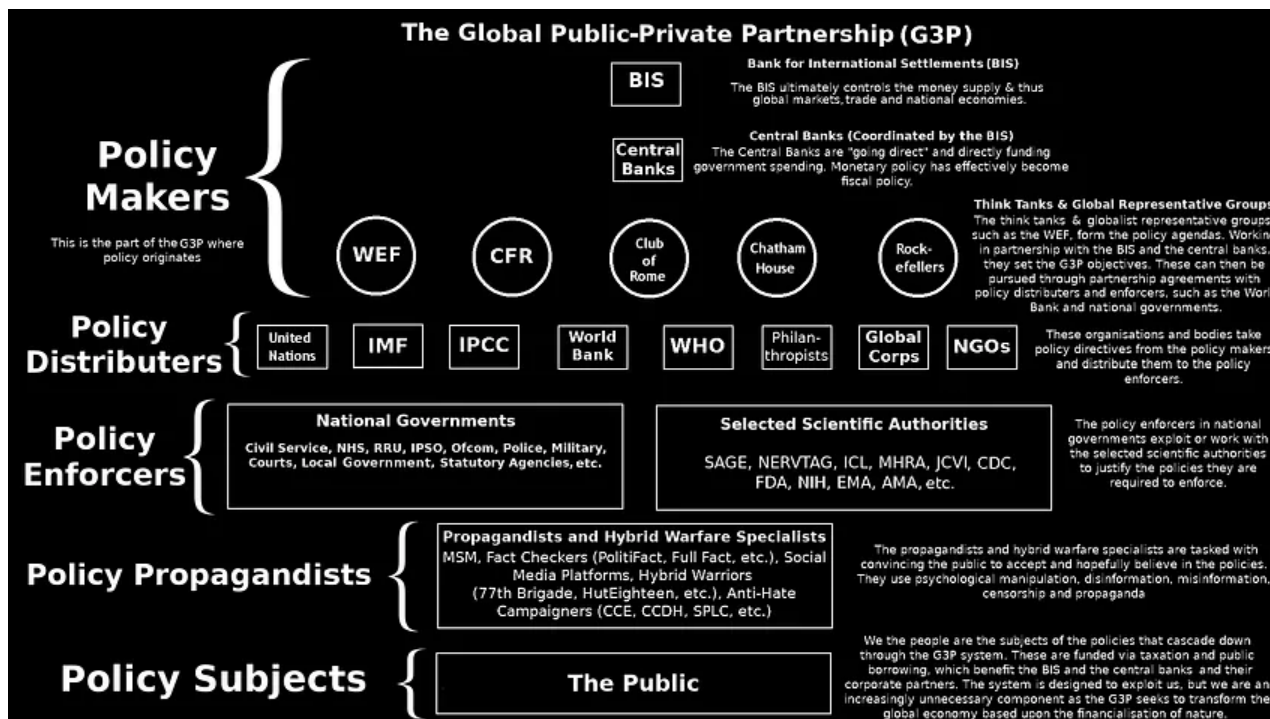 The Global Public-Private Partnership (G3P)
BIS
Bank for International Settlements (BIS)
The BIS ultimately controls the money supply & thus
global markets, trade and national economies.
Policy
Makers
This is the part of the G3P where
policy originates
Central
Banks
Central Banks (Coordinated by the BIS)
The Central Banks are "going direct" and directly funding
government spending. Monetary policy has effectively become
fiscal policy.
WEF
CFR
Club
of
Rome
Chatham
House
Rock-
efellers
Think Tanks & Global Representative Groups
The think tanks & globalist representative groups
such as the WEF, form the policy agendas. Workin
in partnership with the BIS and the central banks,
they set the G3P objectives. These can then be
pursued through partnership agreements with
policy distributers and enforcers, such as the Worl
Bank and national governments.
Policy
Distributers
United
Nations
IMF
IPCC
World
Bank
WHO
Philan-
thropists
Global
Corps
NGOs
These organisations and bodies take
policy directives from the policy makers
and distribute them to the policy
enforcers.
Policy
Enforcers
National Governments
Civil Service, NHS, RRU, IPSO, Ofcom, Police, Military,
Courts, Local Government, Statutory Agencies, etc.
Selected Scientific Authorities
SAGE, NERVTAG, ICL, MHRA, JCVI, CDC,
FDA, NIH, EMA, AMA, etc.
The policy enforcers in national
governments exploit or work with
the selected scientific authorities
to justify the policies they are
required to enforce.
Policy Propagandists
Propagandists and Hybrid Warfare Specialists
MSM, Fact Checkers (PolitiFact, Full Fact, etc.), Social
Media Platforms, Hybrid Warriors
(77th Brigade, HutEighteen, etc.), Anti-Hate
Campaigners (CCE, CCDH, SPLC, etc.)
The propagandists and hybrid warfare specialists are tasked with
convincing the public to accept and hopefully believe in the policies.
They use psychological manipulation, disinformation, misinformation,
censorship and propaganda
Policy Subjects
The Public
We the people are the subjects of the policies that cascade down
through the G3P system. These are funded via taxation and public
borrowing, which benefit the BIS and the central banks and their
corporate partners. The system is designed to exploit us, but we are an
increasingly unnecessary component as the G3P seeks to transform the
global economy based upon the financialisation of nature.